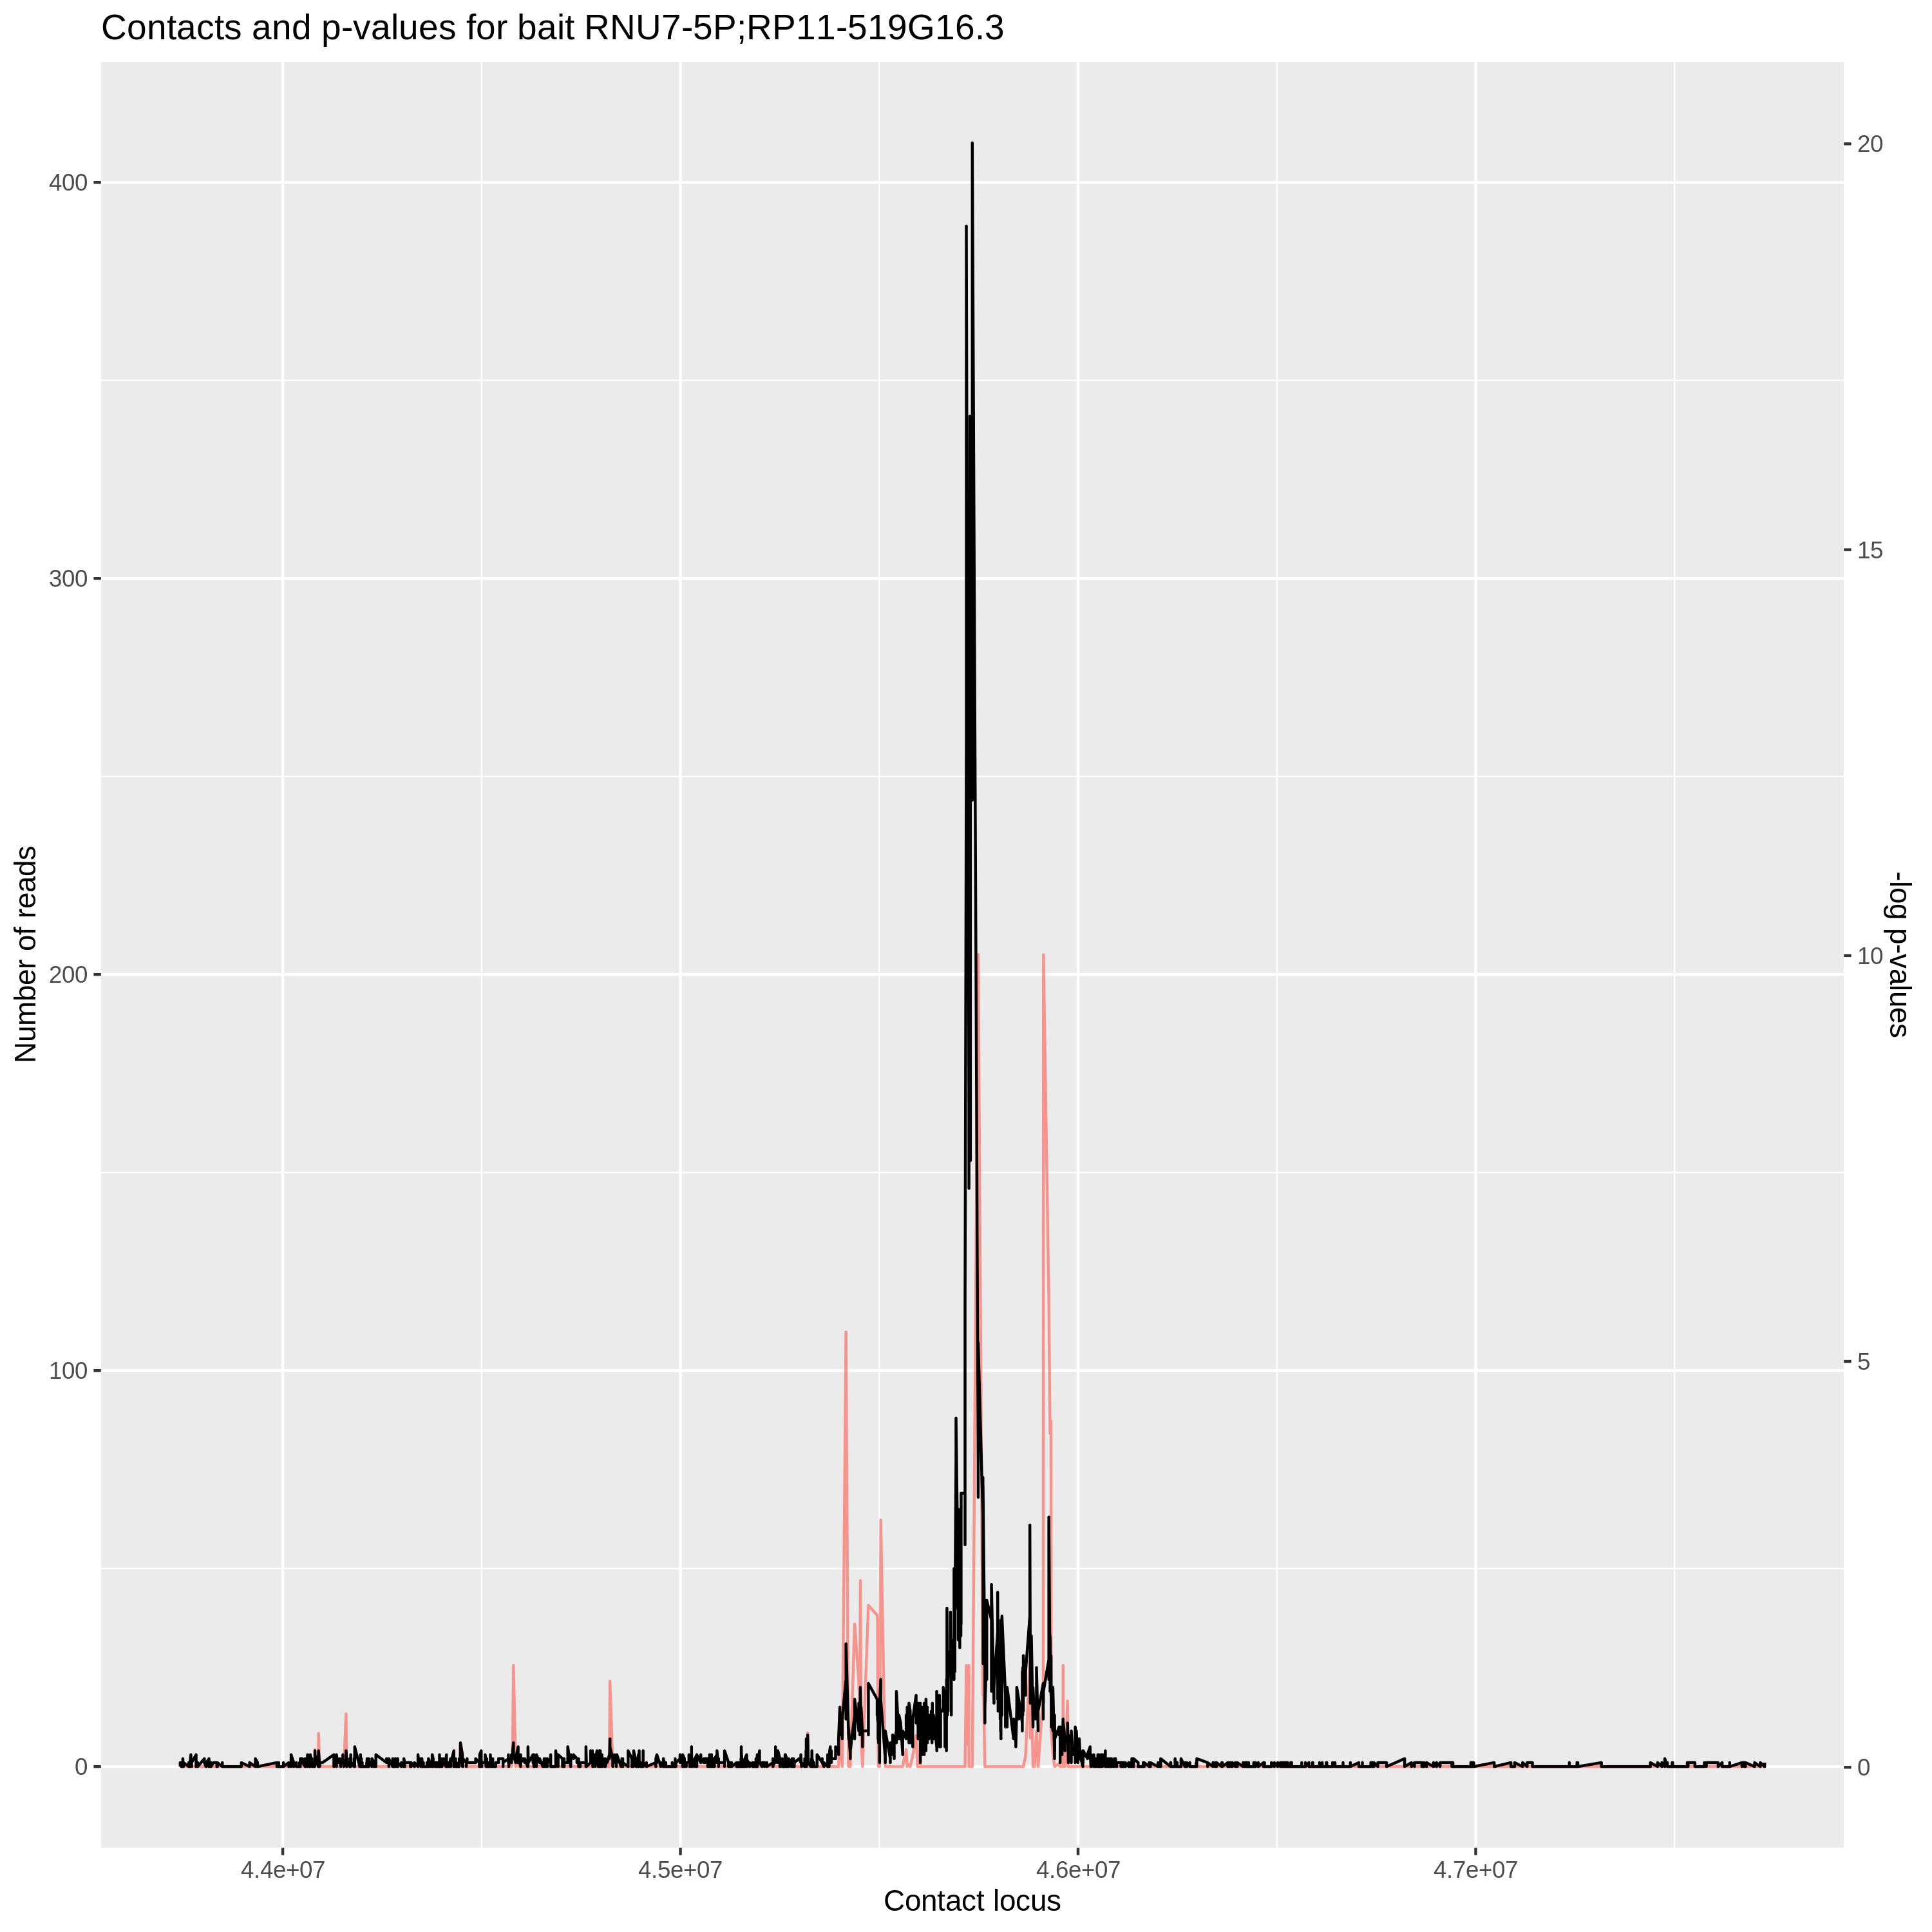 Contacts and p-values for bait RNU7-5P;RP11-519G16.3
400
300
200
100
0
Number of reads
20
15
10
5
0
-log p-values
4.4e+07
4.5e+07
4.6e+07
4.7e+07
Contact locus